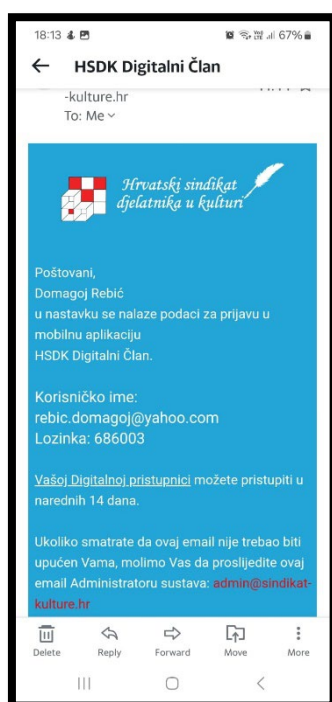 18:13 67%
HSDK Digitalni Član
-kulture.hr
To: Me
Hrvatski sindikat
djelatnika u kulturi
Poštovani,
Domagoj Rebić
u nastavku se nalaze podaci za prijavu u
mobilnu aplikaciju
HSDK Digitalni Član.
Korisničko ime:
rebic.domagoj@yahoo.com
Lozinka: 686003
Vašoj Digitalnoj pristupnici možete pristupiti u
narednih 14 dana.
Ukoliko smatrate da ovaj email nije trebao biti
upućen Vama, molimo Vas da proslijedite ovaj
email Administratoru sustava: admin@sindikat-
kulture.hr
Delete Reply Forward Move More